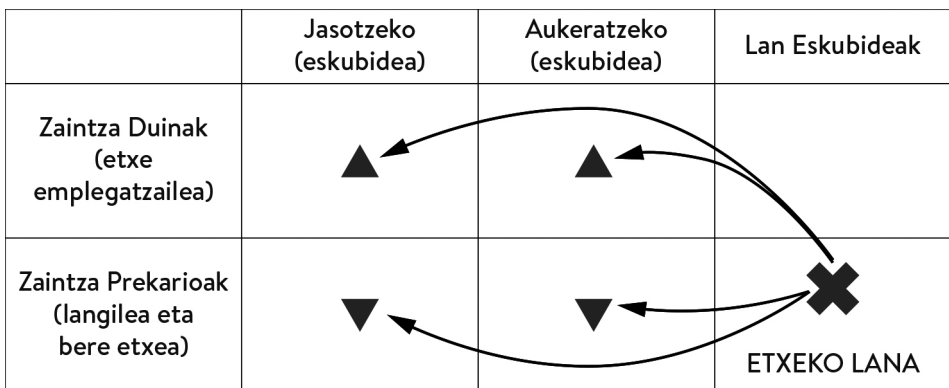 Jasotzeko
(eskubidea)
Aukeratzeko
(eskubidea)
Lan Eskubideak
Zaintza Duinak
(etxe
emplegatzailea)
Zaintza Prekarioak
(langilea eta
bere etxea)
ETXEKO LANA